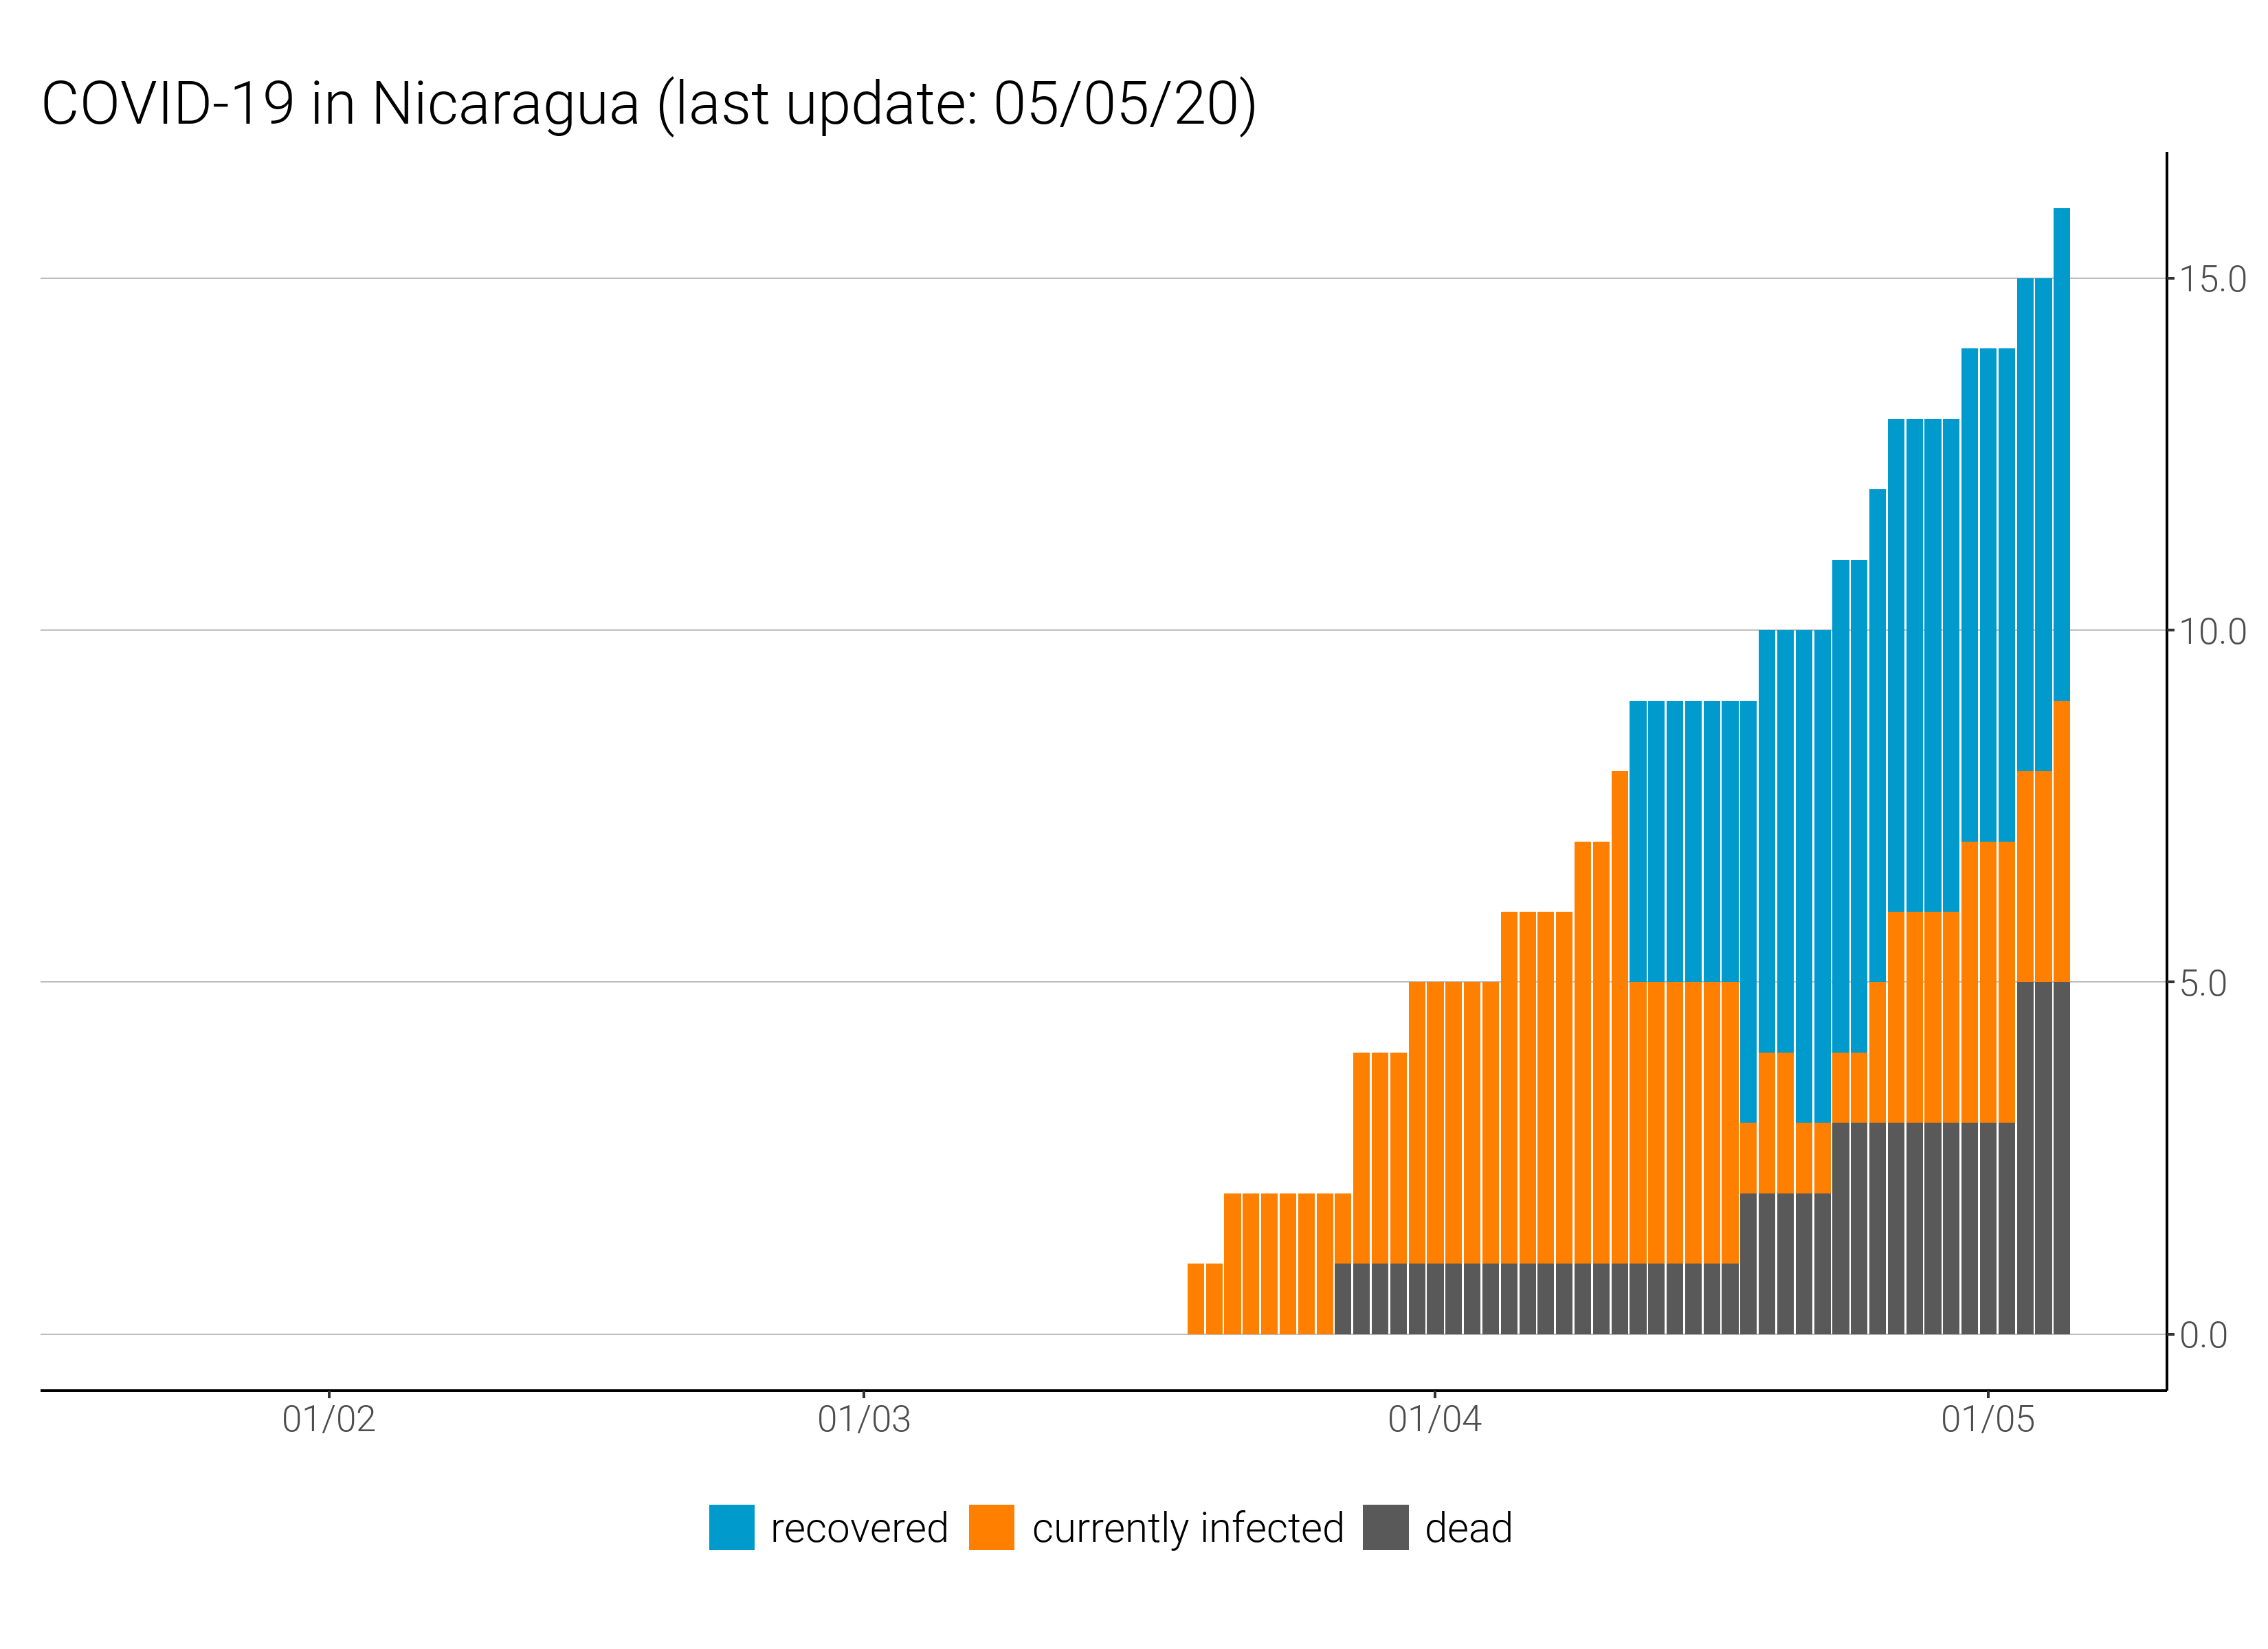 COVID-19 in Nicaragua (last update: 05/05/20)
15.0
10.0
5.0
0.0
01/02 01/03 01/04 01/05
recovered currently infected dead